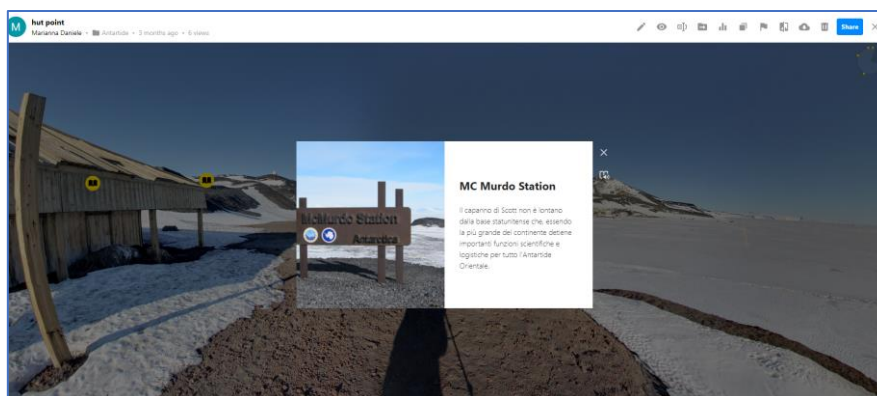 M
hut point
Marianna Daniele • Antartide • 3 months ago • 6 views
Share
McMurdo Station
Antarctica
MC Murdo Station
Il capanno di Scott non è lontano
dalla base statunitense che, essendo
la più grande del continente detiene
importanti funzioni scientifiche e
logistiche per tutto l'Antartide
Orientale.